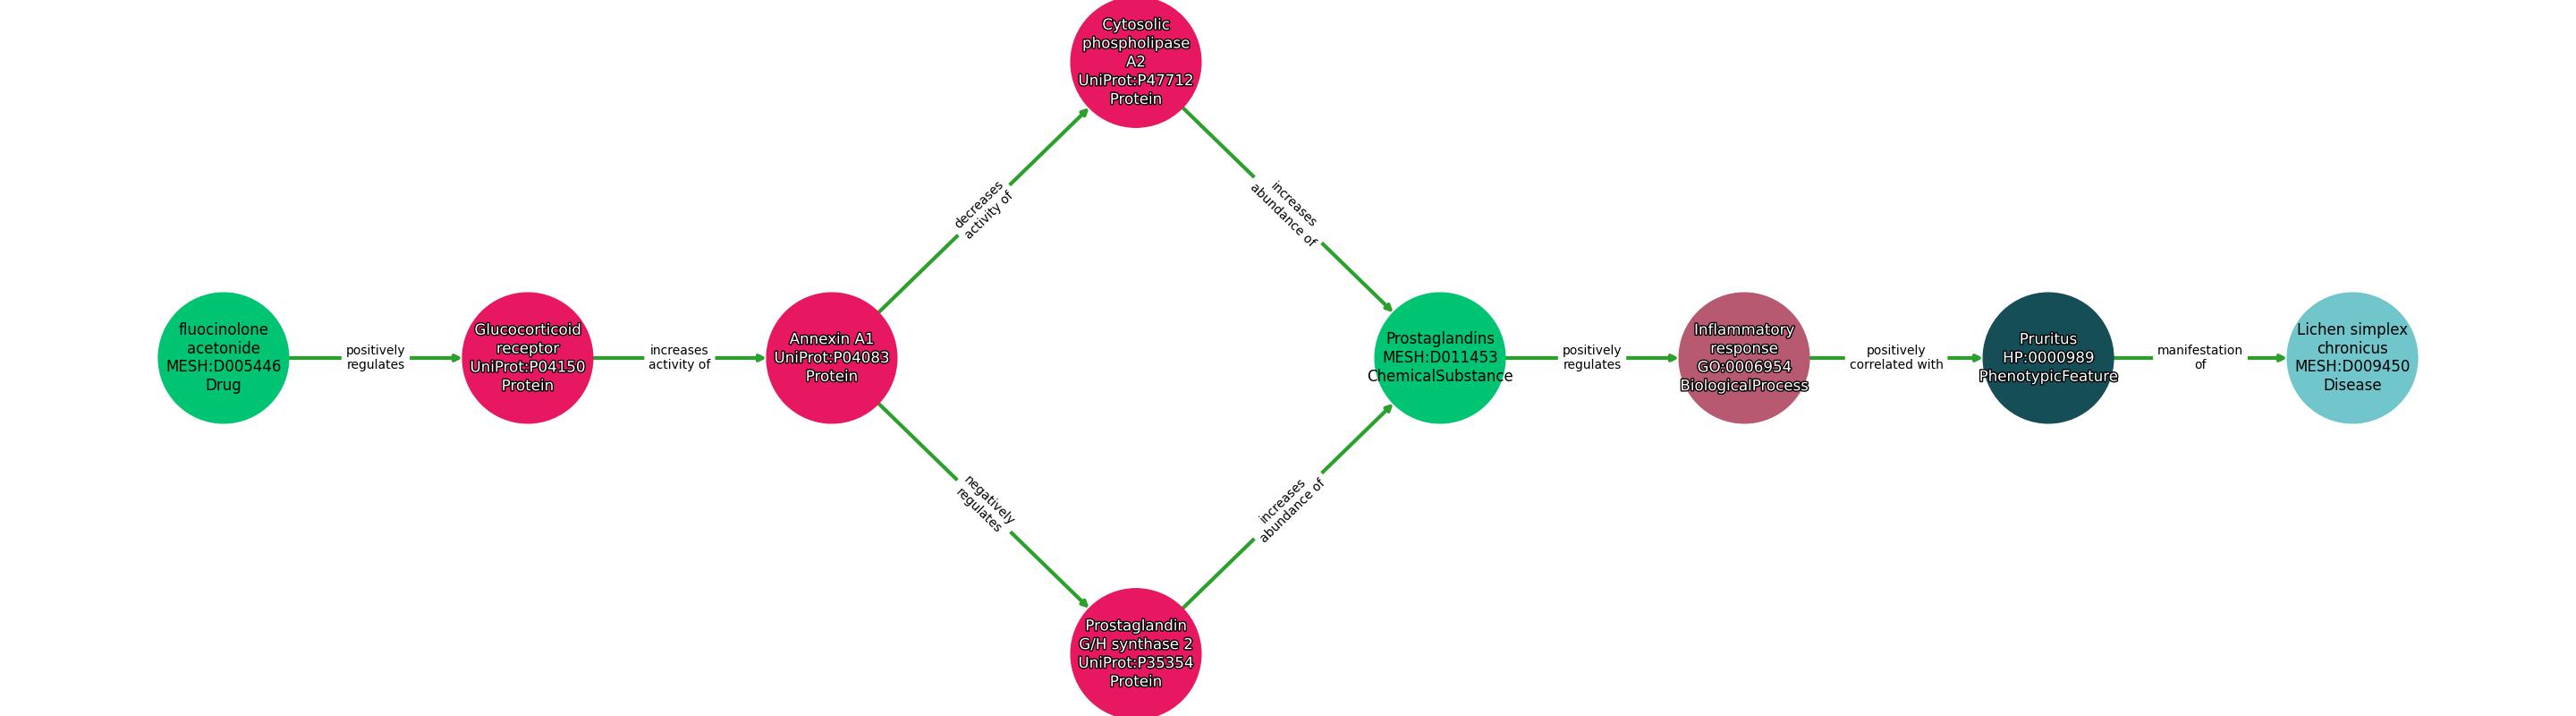 Cytosolic
phospholipase
A2
UniProt:P47712
Protein
decreases
activity of
increases
abundance of
fluocinolone
acetonide
MESH:D005446
Drug
positively
regulates
Glucocorticoid
receptor
UniProt:P04150
Protein
increases
activity of
Annexin A1
UniProt:P04083
Protein
Prostaglandins
MESH:D011453
ChemicalSubstance
positively
regulates
Inflammatory
response
GO:0006954
BiologicalProcess
positively
correlated with
Pruritus
HP:0000989
PhenotypicFeature
manifestation
of
Lichen simplex
chronicus
MESH:D009450
Disease
negatively
regulates
increases
abundance of
Prostaglandin
G/H synthase 2
UniProt:P35354
Protein